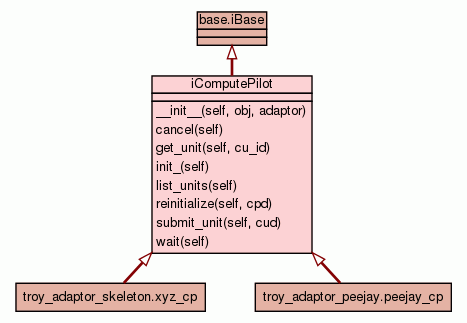 base.iBase
iComputePilot
__init__(self, obj, adaptor)
cancel(self)
get_unit(self, cu_id)
init_(self)
list_units(self)
reinitialize(self, cpd)
submit_unit(self, cud)
wait(self)
troy_adaptor_skeleton.xyz_cp
troy_adaptor_peejay.peejay_cp